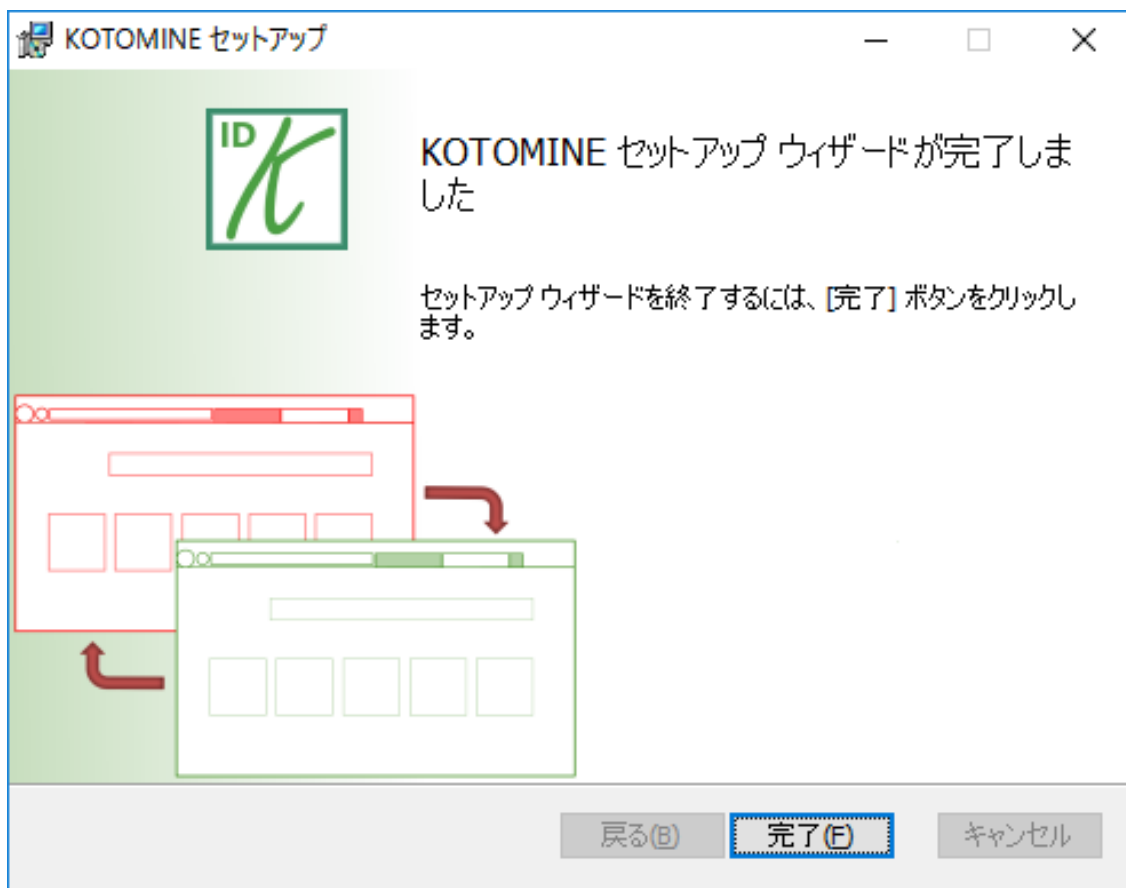 KOTOMINE セットアップ
ID K
KOTOMINE セットアップ ウィザードが完了しま
した
セットアップ ウィザードを終了するには、[完了] ボタンをクリックし
ます。
戻る(B)
完了(F)
キャンセル